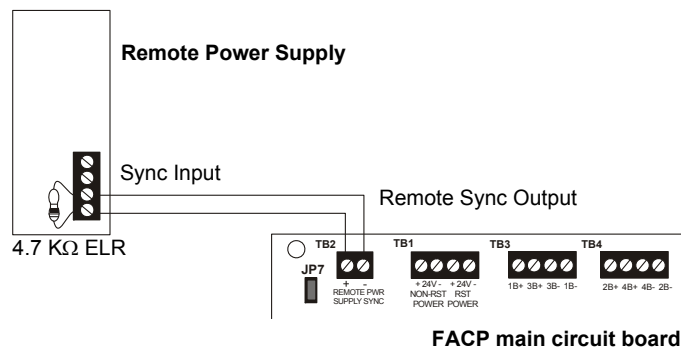 Remote Power Supply
Sync Input
Remote Sync Output
4.7 KΩ ELR
TB2 TB1 TB3 TB4
JP7
+ - + 24V - + 24V - 1B+ 3B+ 3B- 1B- 2B+ 4B+ 4B- 2B-
REMOTE PWR NON-RST RST
SUPPLY SYNC POWER POWER
FACP main circuit board